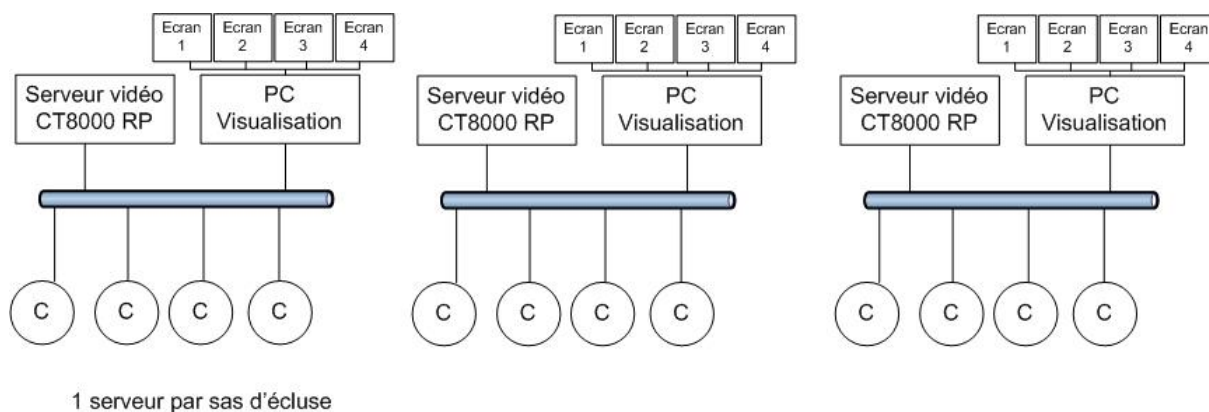 Ecran 1
Ecran 2
Ecran 3
Ecran 4
Serveur vidéo
CT8000 RP
PC
Visualisation
C
C
C
C
Ecran 1
Ecran 2
Ecran 3
Ecran 4
Serveur vidéo
CT8000 RP
PC
Visualisation
C
C
C
C
Ecran 1
Ecran 2
Ecran 3
Ecran 4
Serveur vidéo
CT8000 RP
PC
Visualisation
C
C
C
C
1 serveur par sas d'écluse